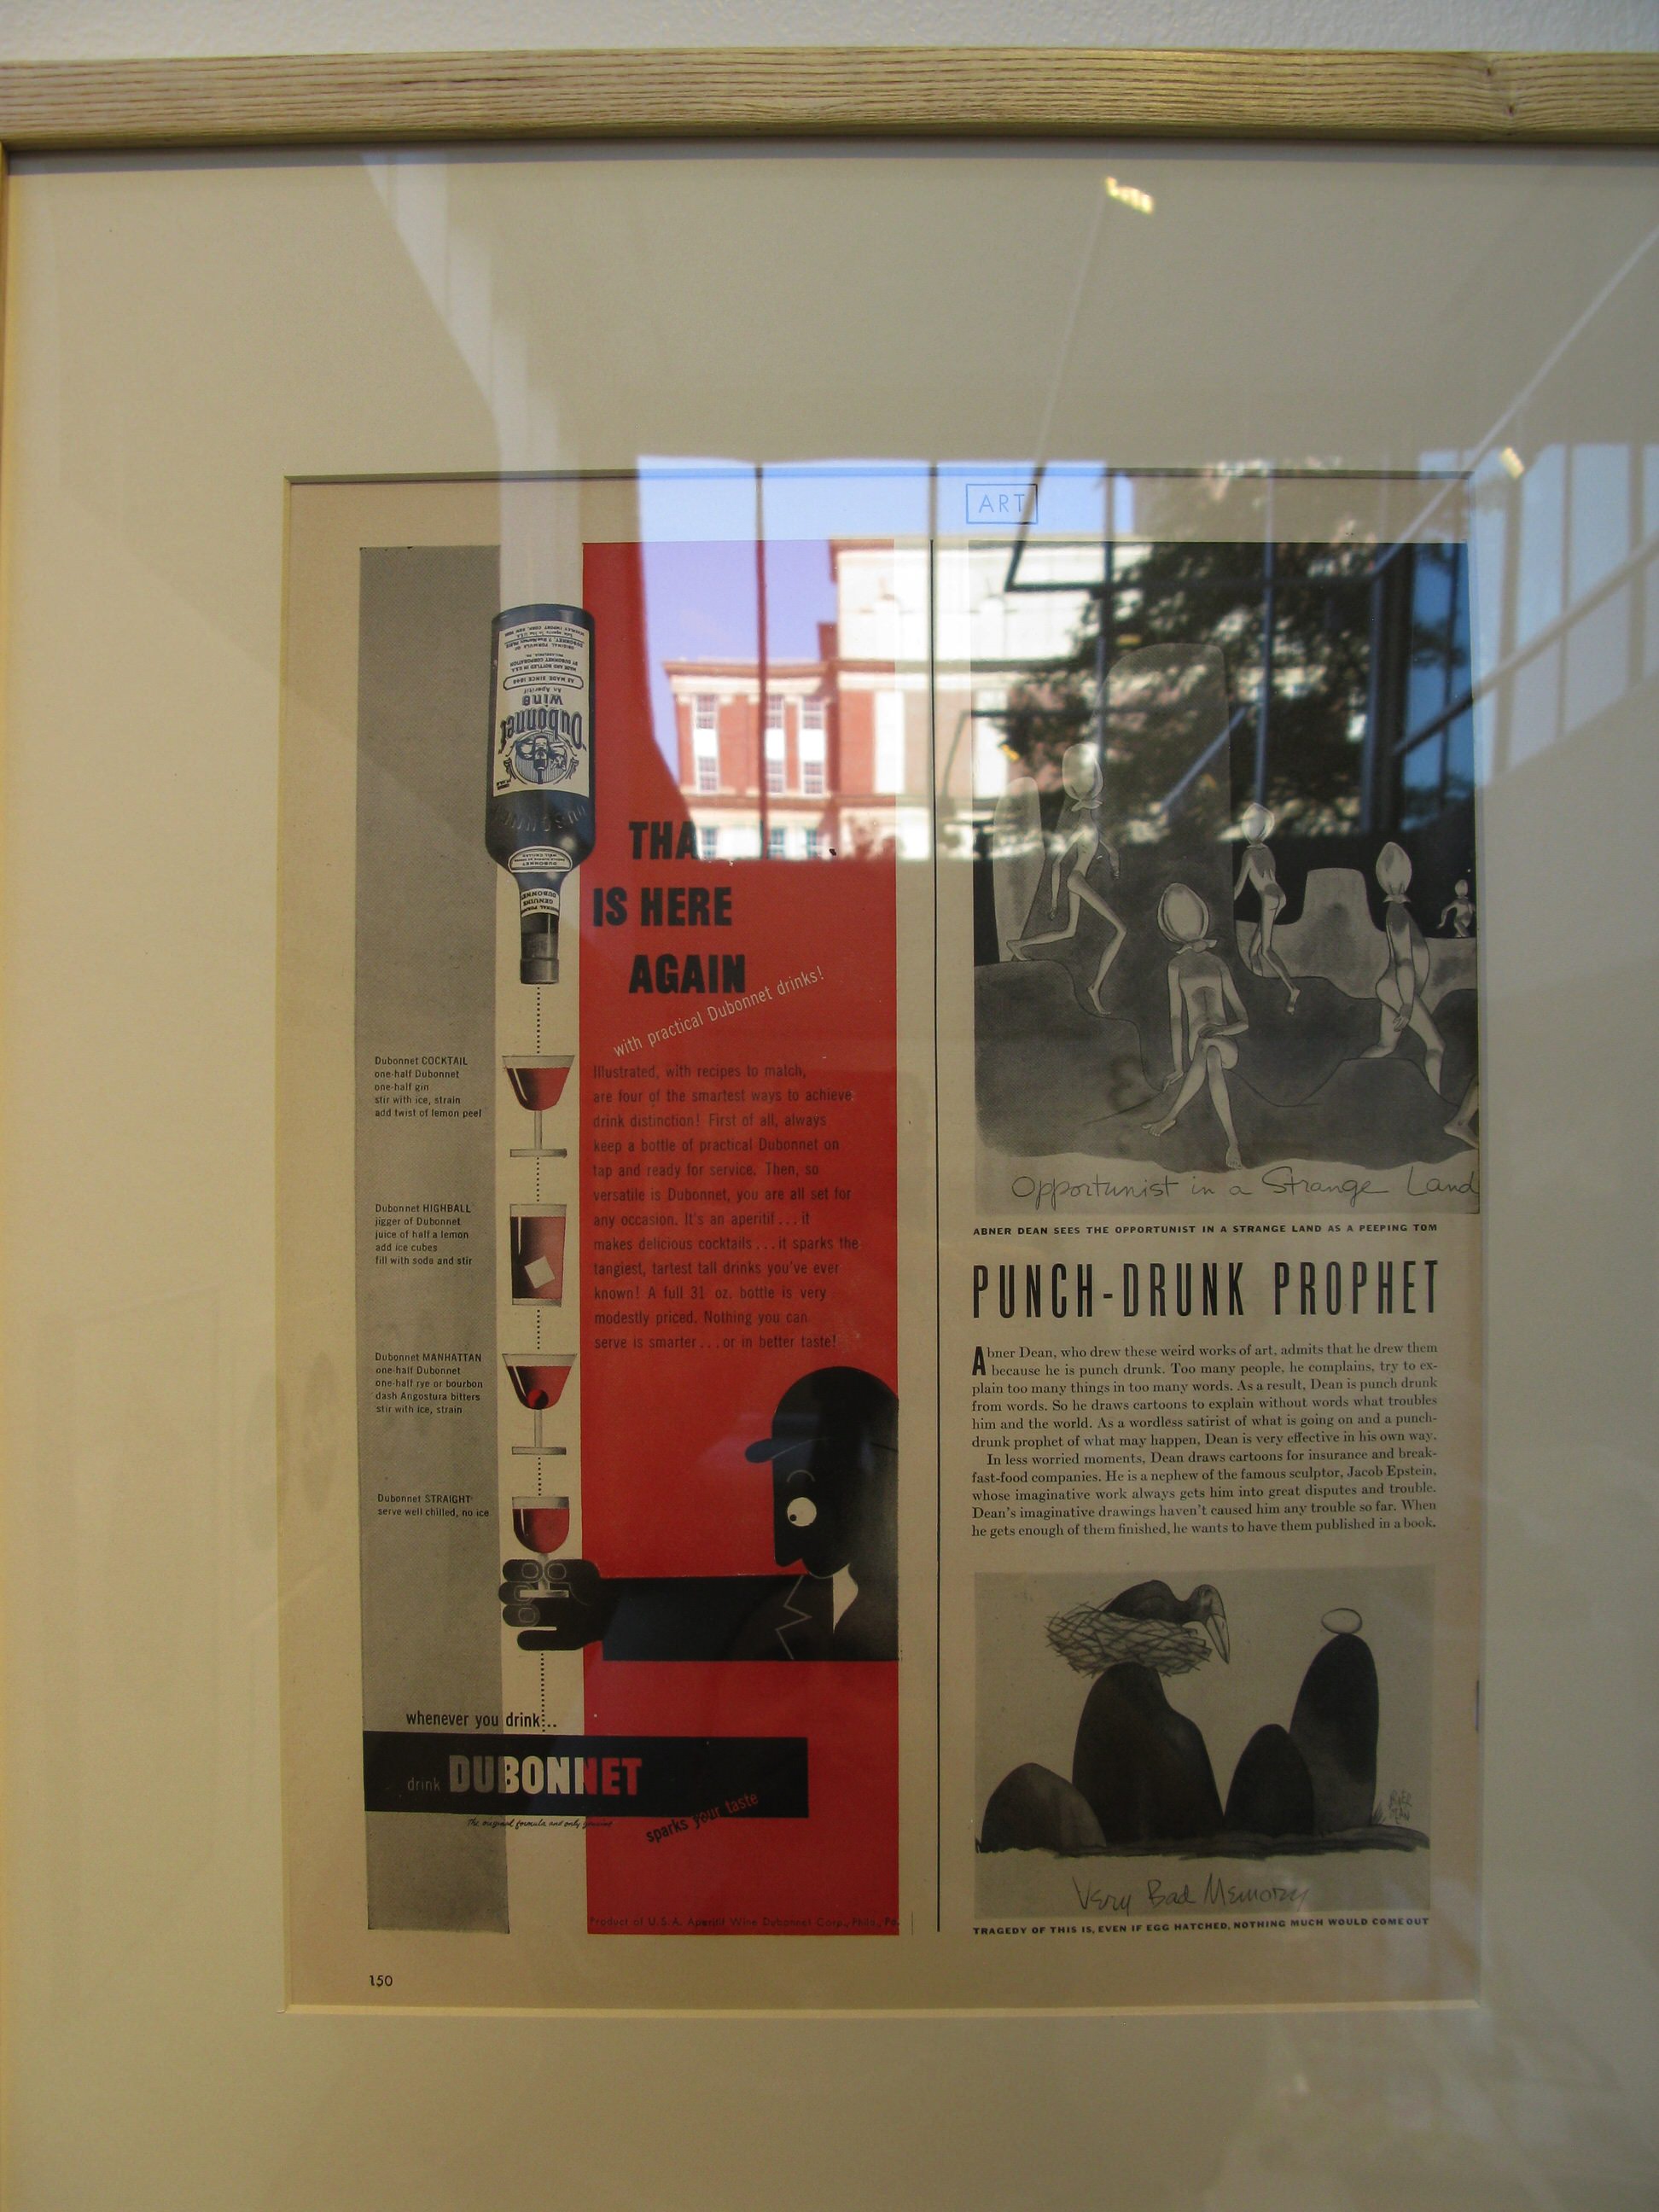 Dubonnet
wine
An Aperitif
AS MADE SINCE 1846
THA
IS HERE
AGAIN
with practical Dubonnet drinks!
Illustrated, with recipes to match,
are four of the smartest ways to achieve
drink distinction! First of all, always
keep a bottle of practical Dubonnet on
tap and ready for service. Then, so
versatile is Dubonnet, you are all set for
any occasion. It's an aperitif...it
makes delicious cocktails...it sparks the
tangiest, tartest tall drinks you've ever
known! A full 31 oz. bottle is very
modestly priced. Nothing you can
serve is smarter...or in better taste!
Dubonnet COCKTAIL
one-half Dubonnet
one-half gin
stir with ice, strain
add twist of lemon peel
Dubonnet HIGHBALL
jigger of Dubonnet
juice of half a lemon
add ice cubes
fill with soda and stir
Dubonnet MANHATTAN
one-half Dubonnet
one-half rye or bourbon
dash Angostura bitters
stir with ice, strain
Dubonnet STRAIGHT
serve well chilled, no ice
whenever you drink...
drink DUBONNET
the original formula and only genuine
sparks your taste
Product of U.S.A. Aperitif Wine Dubonnet Corp., Phila., Pa.
150
ART
Opportunist in a Strange Land
ABNER DEAN SEES THE OPPORTUNIST IN A STRANGE LAND AS A PEEPING TOM
PUNCH-DRUNK PROPHET
Abner Dean, who drew these weird works of art, admits that he drew them
because he is punch drunk. Too many people, he complains, try to ex-
plain too many things in too many words. As a result, Dean is punch drunk
from words. So he draws cartoons to explain without words what troubles
him and the world. As a wordless satirist of what is going on and a punch-
drunk prophet of what may happen, Dean is very effective in his own way.
In less worried moments, Dean draws cartoons for insurance and break-
fast-food companies. He is a nephew of the famous sculptor, Jacob Epstein,
whose imaginative work always gets him into great disputes and trouble.
Dean's imaginative drawings haven't caused him any trouble so far. When
he gets enough of them finished, he wants to have them published in a book.
Very Bad Memory
TRAGEDY OF THIS IS, EVEN IF EGG HATCHED, NOTHING MUCH WOULD COME OUT